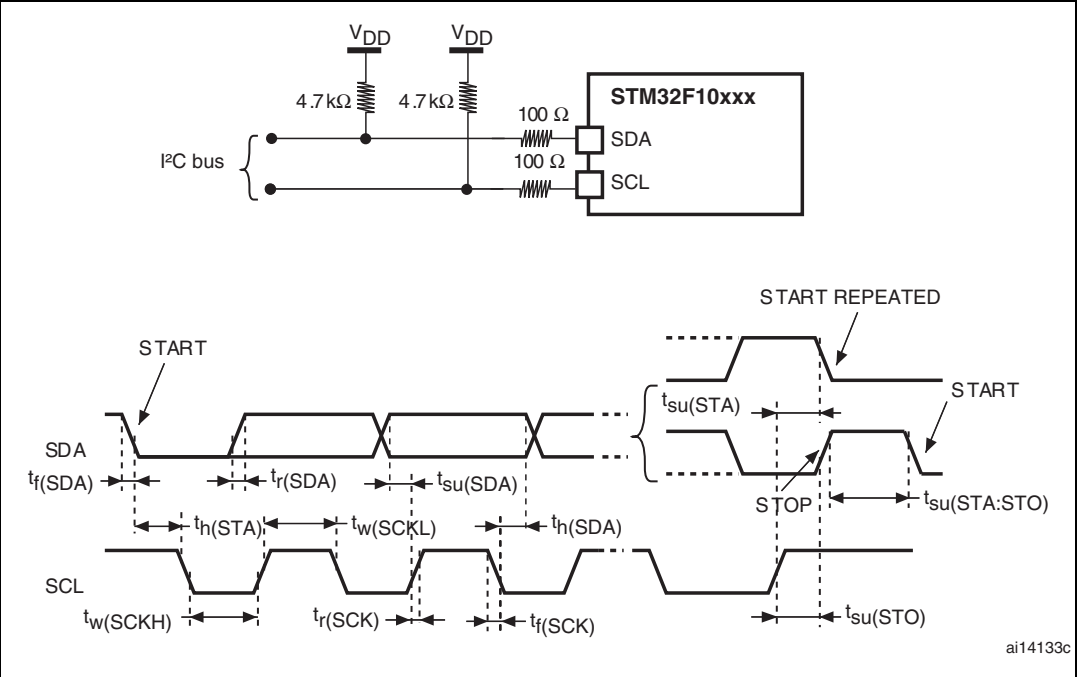 VDD VDD
4.7kΩ 4.7kΩ
STM32F10xxx
100 Ω
SDA
I²C bus
100 Ω
SCL
START REPEATED
START
START
tsu(STA)
SDA
tf(SDA) tr(SDA) tsu(SDA)
STOP tsu(STA:STO)
th(STA) tw(SCKL) th(SDA)
SCL
tw(SCKH) tr(SCK) tf(SCK) tsu(STO)
ai14133c